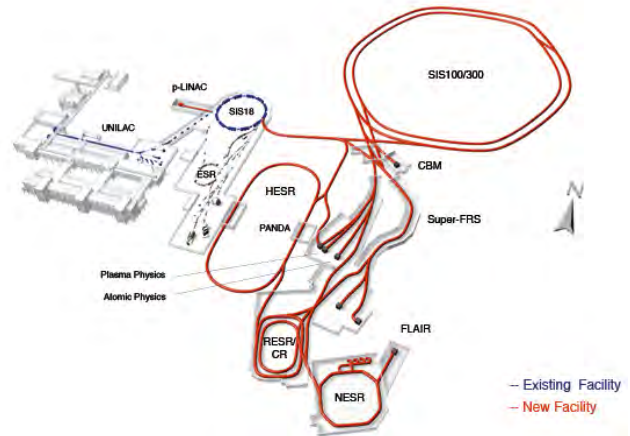 SIS100/300
p-LINAC
SIS18
UNILAC
ESR
CBM
HESR
N
Super-FRS
PANDA
Plasma Physics
Atomic Physics
FLAIR
RESR/
CR
NESR
-- Existing Facility
-- New Facility